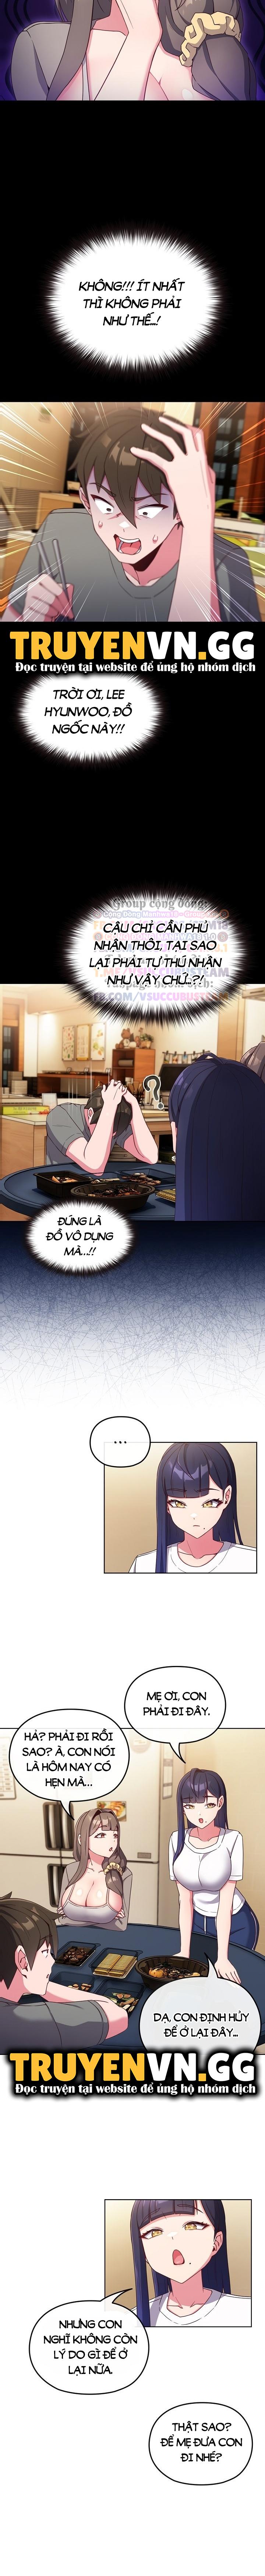 KHÔNG!!! ÍT NHẤT
THÌ KHÔNG PHẢI
NHƯ THẾ..!
TRUYENVN.GG
Đọc truyện tại website để ủng hộ nhóm dịch
TRỜI ƠI, LEE
HYUNWOO, ĐỒ
NGỐC NÀY!!
CẬU CHỈ CẦN PHỦ
NHẬN THÔI, TẠI SAO
LẠI PHẢI TỰ THÚ NHẬN
NHƯ VẬY CHỨ..?!
?
ĐÚNG LÀ
ĐỒ VÔ DỤNG
MÀ...!!
...
MẸ ƠI, CON
PHẢI ĐI ĐÂY.
HẢ? PHẢI ĐI RỒI
SAO? À, CON NÓI
LÀ HÔM NAY CÓ
HẸN MÀ...
DẠ, CON ĐỊNH HỦY
ĐỂ Ở LẠI ĐÂY...
TRUYENVN.GG
Đọc truyện tại website để ủng hộ nhóm dịch
NHƯNG CON
NGHĨ KHÔNG CÒN
LÝ DO GÌ ĐỂ Ở
LẠI NỮA.
THẬT SAO?
ĐỂ MẸ ĐƯA CON
ĐI NHÉ?